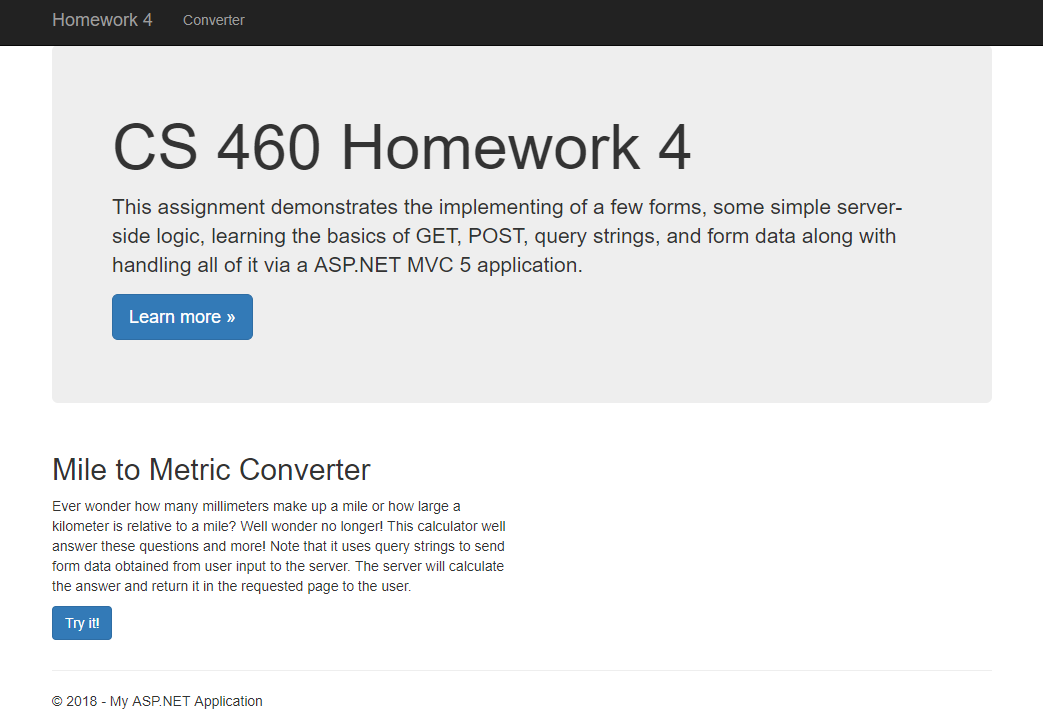 Homework 4 Converter
CS 460 Homework 4
This assignment demonstrates the implementing of a few forms, some simple server-
side logic, learning the basics of GET, POST, query strings, and form data along with
handling all of it via a ASP.NET MVC 5 application.
Learn more »
Mile to Metric Converter
Ever wonder how many millimeters make up a mile or how large a
kilometer is relative to a mile? Well wonder no longer! This calculator well
answer these questions and more! Note that it uses query strings to send
form data obtained from user input to the server. The server will calculate
the answer and return it in the requested page to the user.
Try it!
© 2018 - My ASP.NET Application